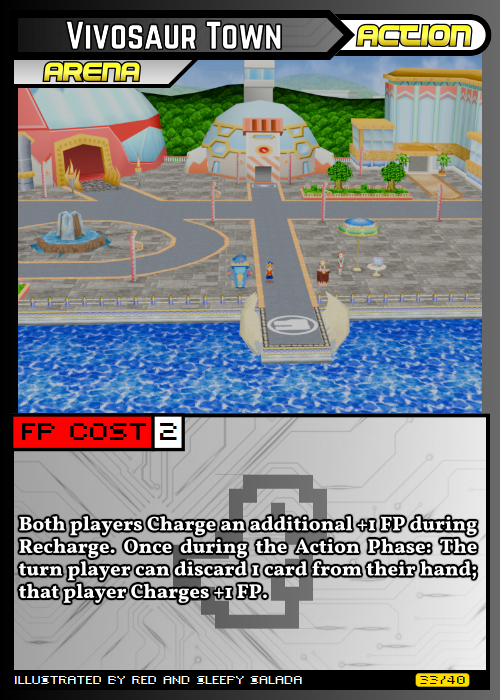 Vivosaur Town
ACTION
ARENA
FP COST 2
Both players Charge an additional +1 FP during
Recharge. Once during the Action Phase: The
turn player can discard 1 card from their hand;
that player Charges +1 FP.
ILLUSTRATED BY RED AND SLEEPY SALADA
33/40